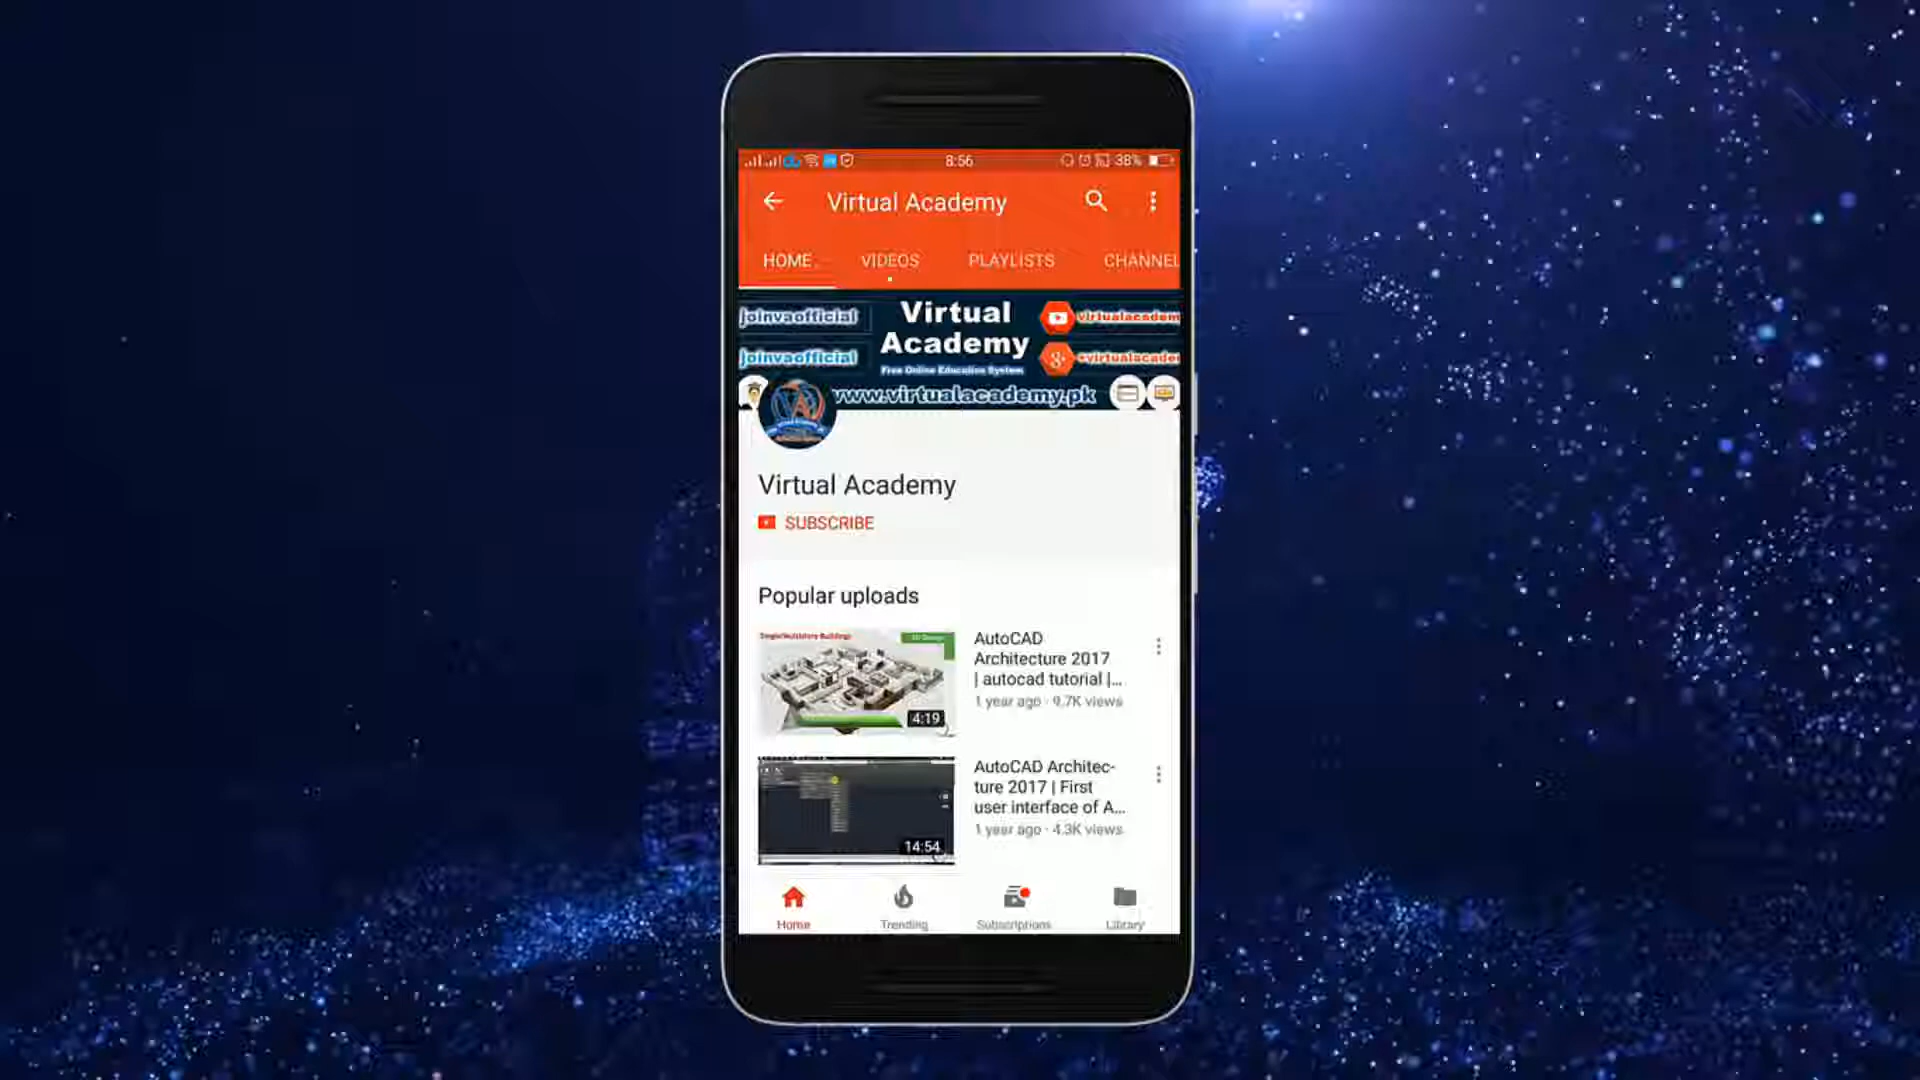 8:56
38%
Virtual Academy
HOME
VIDEOS
PLAYLISTS
CHANNEL
joinvaofficial
joinvaofficial
Virtual
Academy
Free Online Education System
virtualacadem
+virtualacade
www.virtualacademy.pk
Virtual Academy
SUBSCRIBE
Popular uploads
4:19
AutoCAD
Architecture 2017
| autocad tutorial |...
1 year ago · 9.7K views
14:54
AutoCAD Architec-
ture 2017 | First
user interface of A...
1 year ago · 4.3K views
Home
Trending
Subscriptions
Library